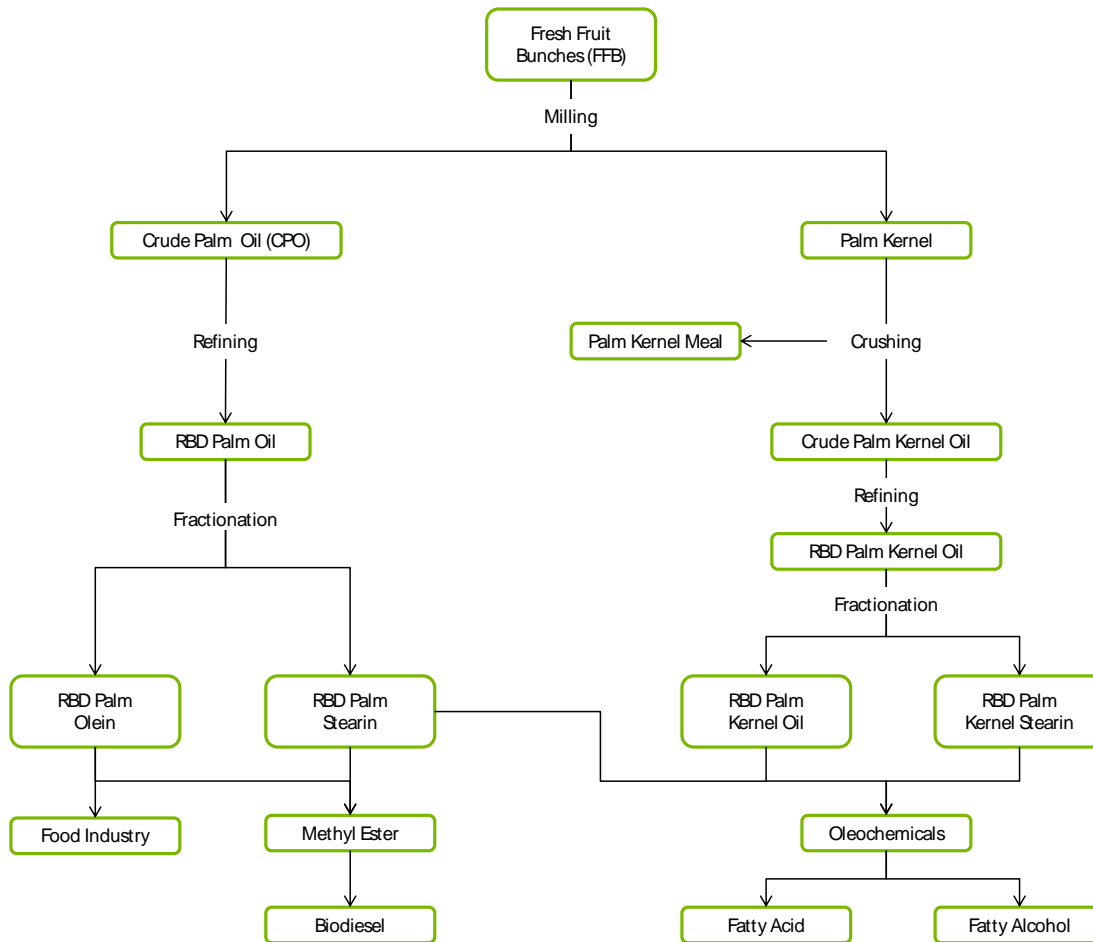 Fresh Fruit
Bunches (FFB)
Milling
Crude Palm Oil (CPO)
Palm Kernel
Refining
Palm Kernel Meal
Crushing
RBD Palm Oil
Crude Palm Kernel Oil
Refining
Fractionation
RBD Palm Kernel Oil
Fractionation
RBD Palm
Olein
RBD Palm
Stearin
RBD Palm
Kernel Oil
RBD Palm
Kernel Stearin
Food Industry
Methyl Ester
Oleochemicals
Biodiesel
Fatty Acid
Fatty Alcohol